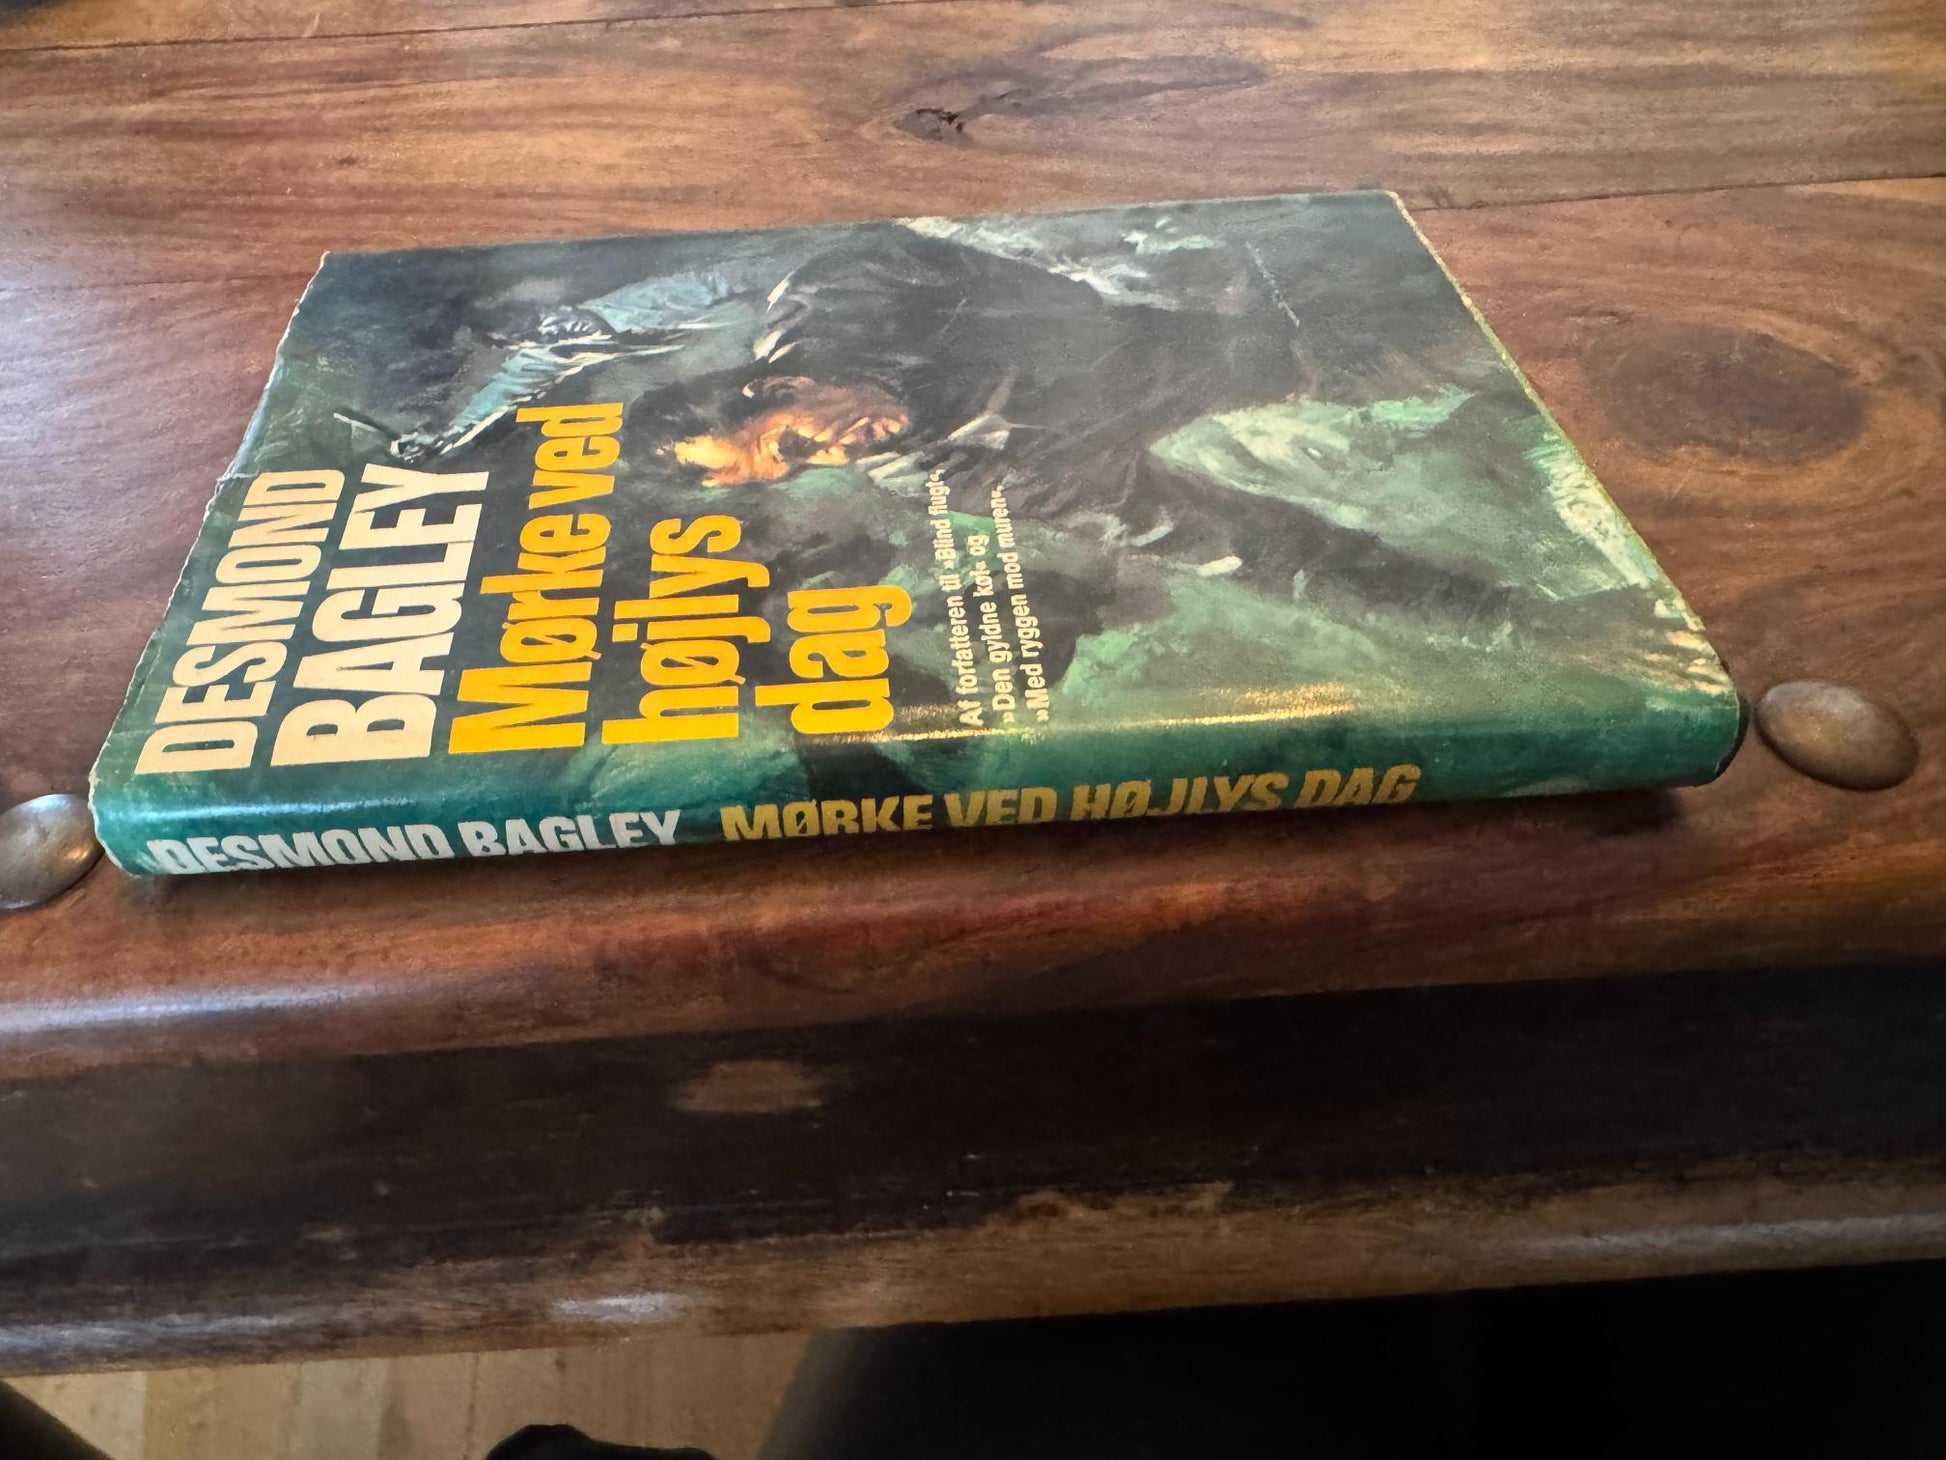 DESMOND
BAGLEY
Mørke ved
højlys
dag
Af forfatteren til »Blind flugt«,
»Den gyldne køl« og
»Med ryggen mod muren«.
DESMOND BAGLEY MØRKE VED HØJLYS DAG